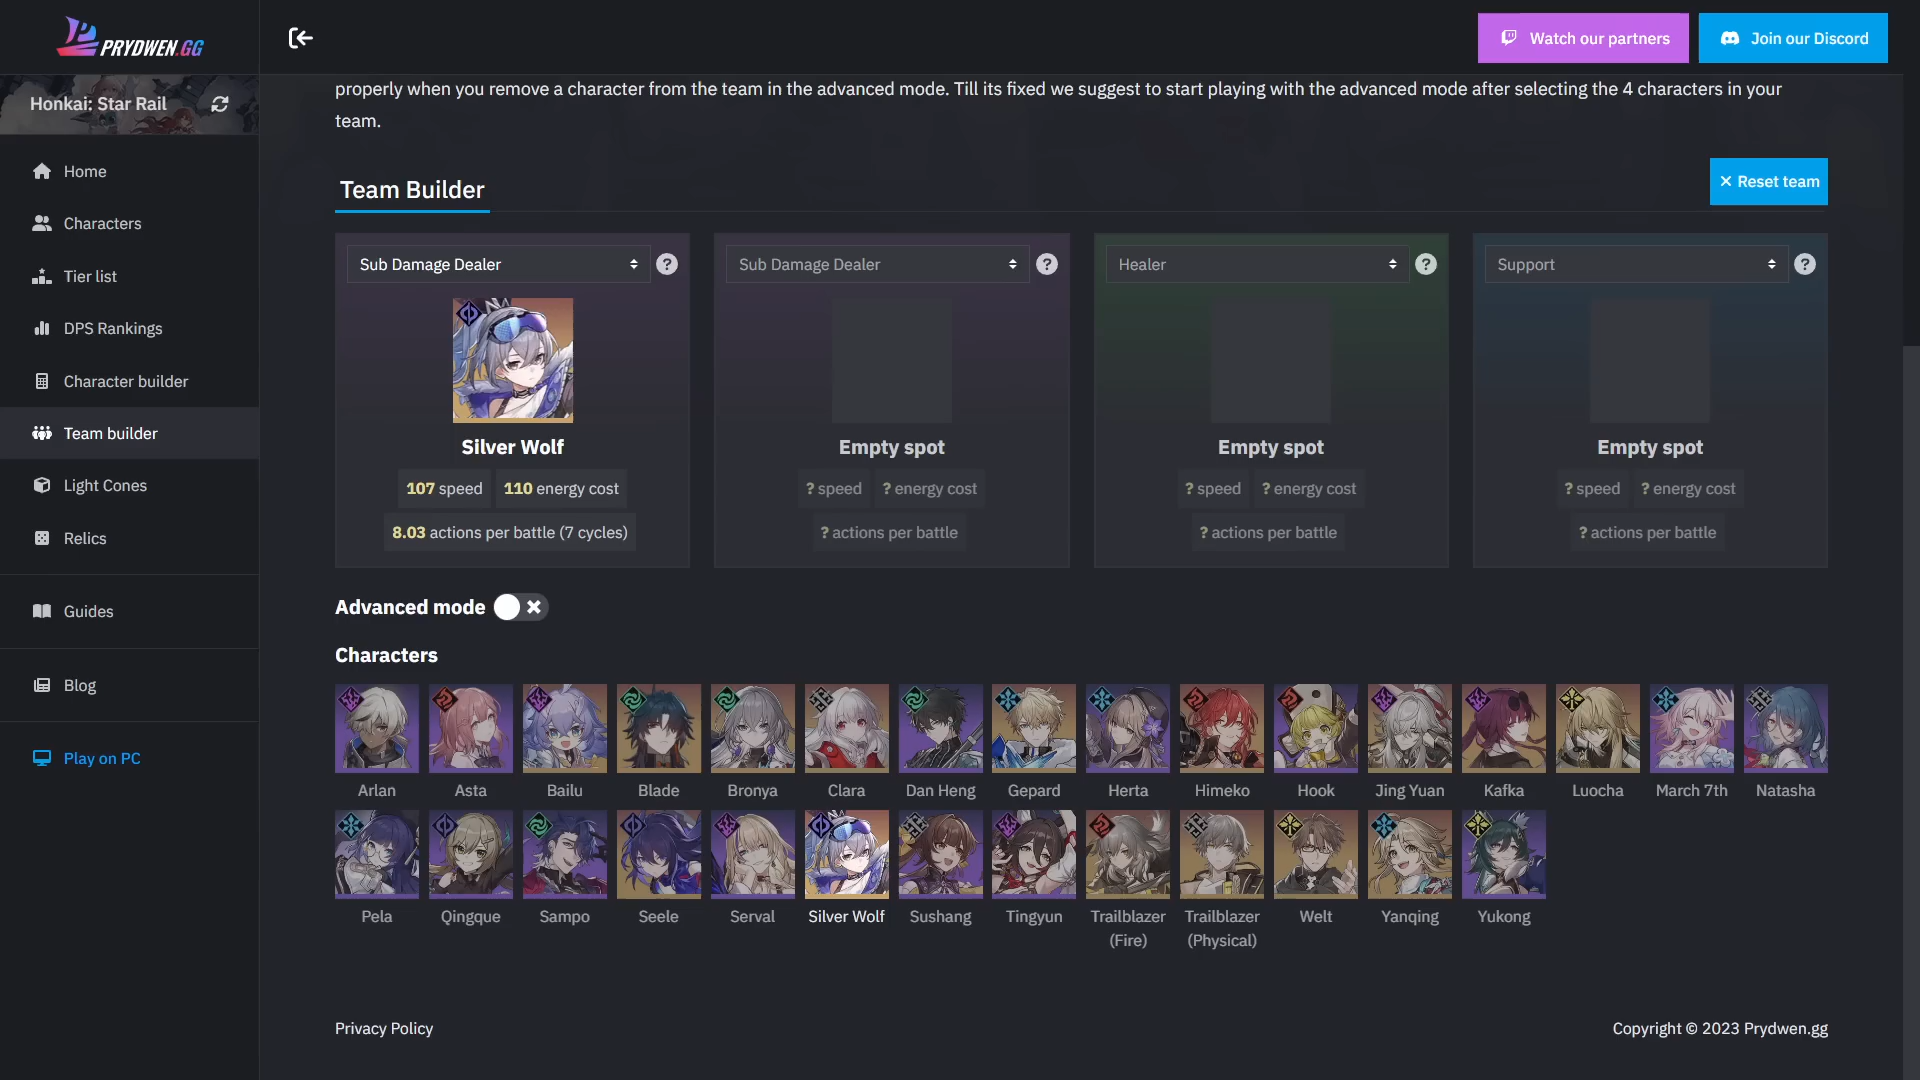 PRYDWEN.GG
Watch our partners
Join our Discord
Honkai: Star Rail
Home
Characters
Tier list
DPS Rankings
Character builder
Team builder
Light Cones
Relics
Guides
Blog
Play on PC
properly when you remove a character from the team in the advanced mode. Till its fixed we suggest to start playing with the advanced mode after selecting the 4 characters in your
team.
Team Builder
Reset team
Sub Damage Dealer ?
Sub Damage Dealer ?
Healer ?
Support ?
Silver Wolf
107 speed 110 energy cost
8.03 actions per battle (7 cycles)
Empty spot
? speed ? energy cost
? actions per battle
Empty spot
? speed ? energy cost
? actions per battle
Empty spot
? speed ? energy cost
? actions per battle
Advanced mode
Characters
Arlan Asta Bailu Blade Bronya Clara Dan Heng Gepard Herta Himeko Hook Jing Yuan Kafka Luocha March 7th Natasha
Pela Qingque Sampo Seele Serval Silver Wolf Sushang Tingyun Trailblazer Trailblazer Welt Yanqing Yukong
(Fire) (Physical)
Privacy Policy
Copyright © 2023 Prydwen.gg